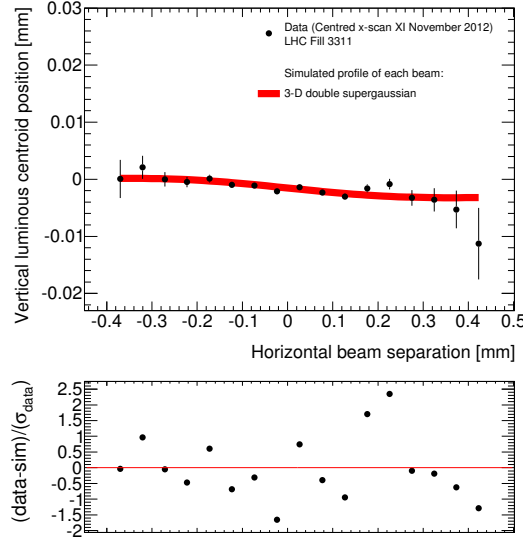 0.03
0.02
0.01
0
-0.01
-0.02
Vertical luminous centroid position [mm]
Data (Centred x-scan XI November 2012)
LHC Fill 3311
Simulated profile of each beam:
3-D double supergaussian
-0.4 -0.3 -0.2 -0.1 0 0.1 0.2 0.3 0.4 0.5
Horizontal beam separation [mm]
(data-sim)/(σdata)
2.5
2
1.5
1
0.5
0
-0.5
-1
-1.5
-2